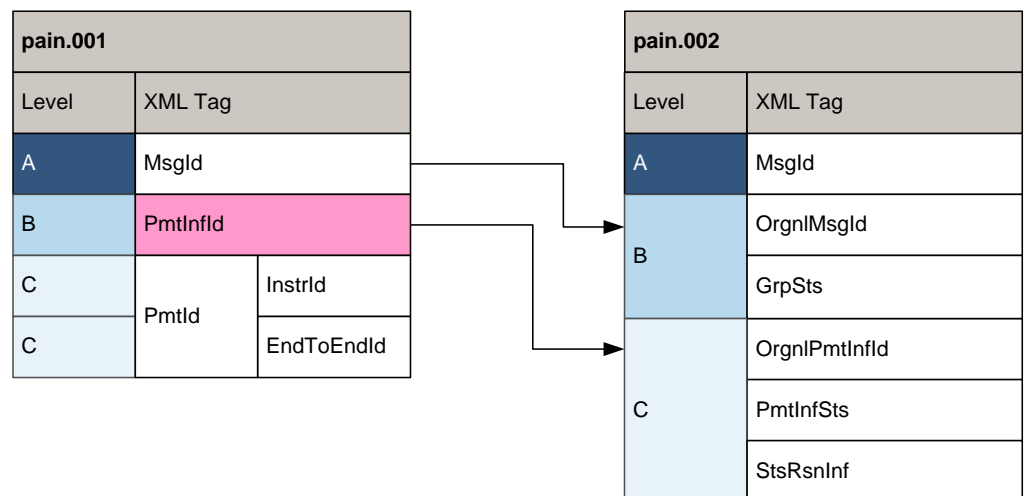 pain.001
Level XML Tag
A MsgId
B PmtInfId
C PmtId InstrId
C EndToEndId
pain.002
Level XML Tag
A MsgId
B OrgnlMsgId
GrpSts
C OrgnlPmtInfId
PmtInfSts
StsRsnInf